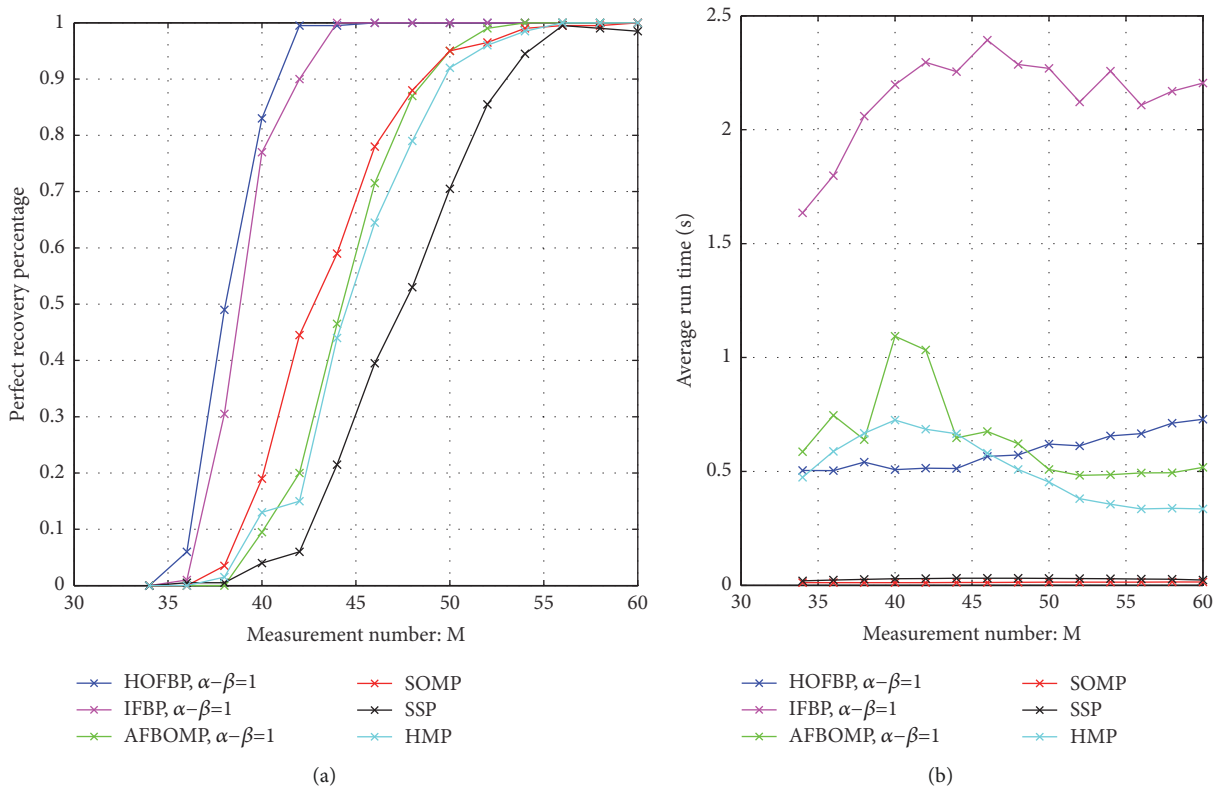 1
0.9
0.8
0.7
0.6
0.5
0.4
0.3
0.2
0.1
0
Perfect recovery percentage
30 35 40 45 50 55 60
Measurement number: M
HOFBP, α−β=1
IFBP, α−β=1
AFBOMP, α−β=1
SOMP
SSP
HMP
(a)
2.5
2
1.5
1
0.5
0
Average run time (s)
30 35 40 45 50 55 60
Measurement number: M
HOFBP, α−β=1
IFBP, α−β=1
AFBOMP, α−β=1
SOMP
SSP
HMP
(b)